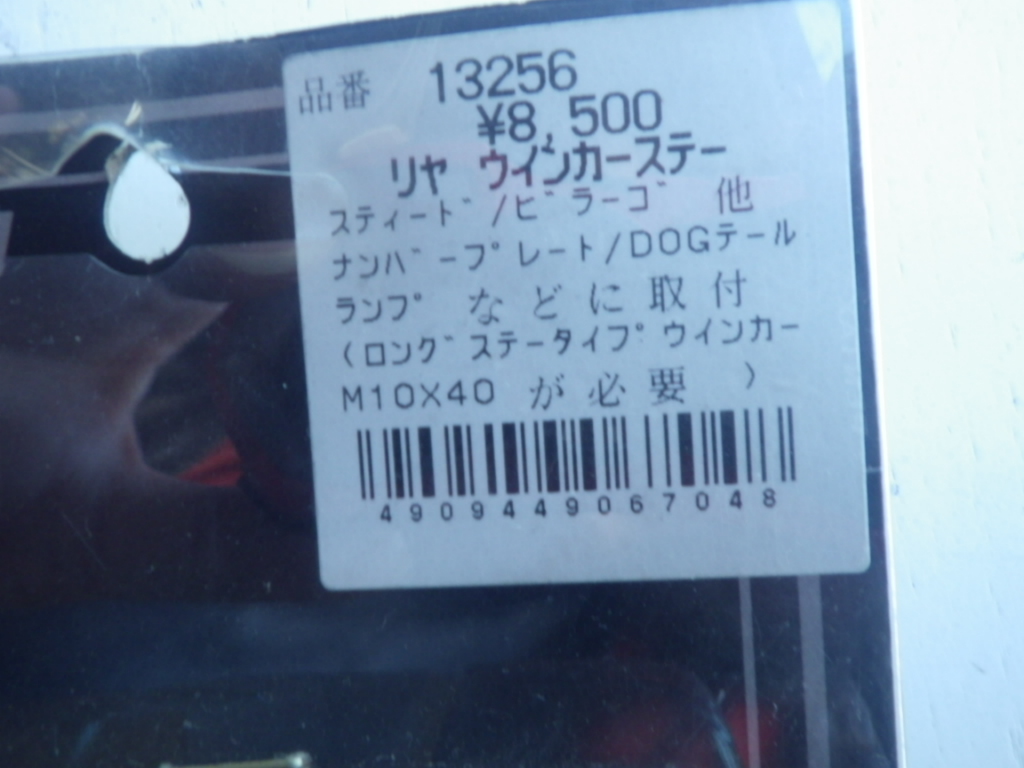 品番 13256
¥8,500
リヤ ウインカーステー
スティード/ビラーゴ 他
ナンバープレート/DOGテール
ランプ などに取付
(ロングステータイプウインカー
M10X40 が必要 )
4909449067048